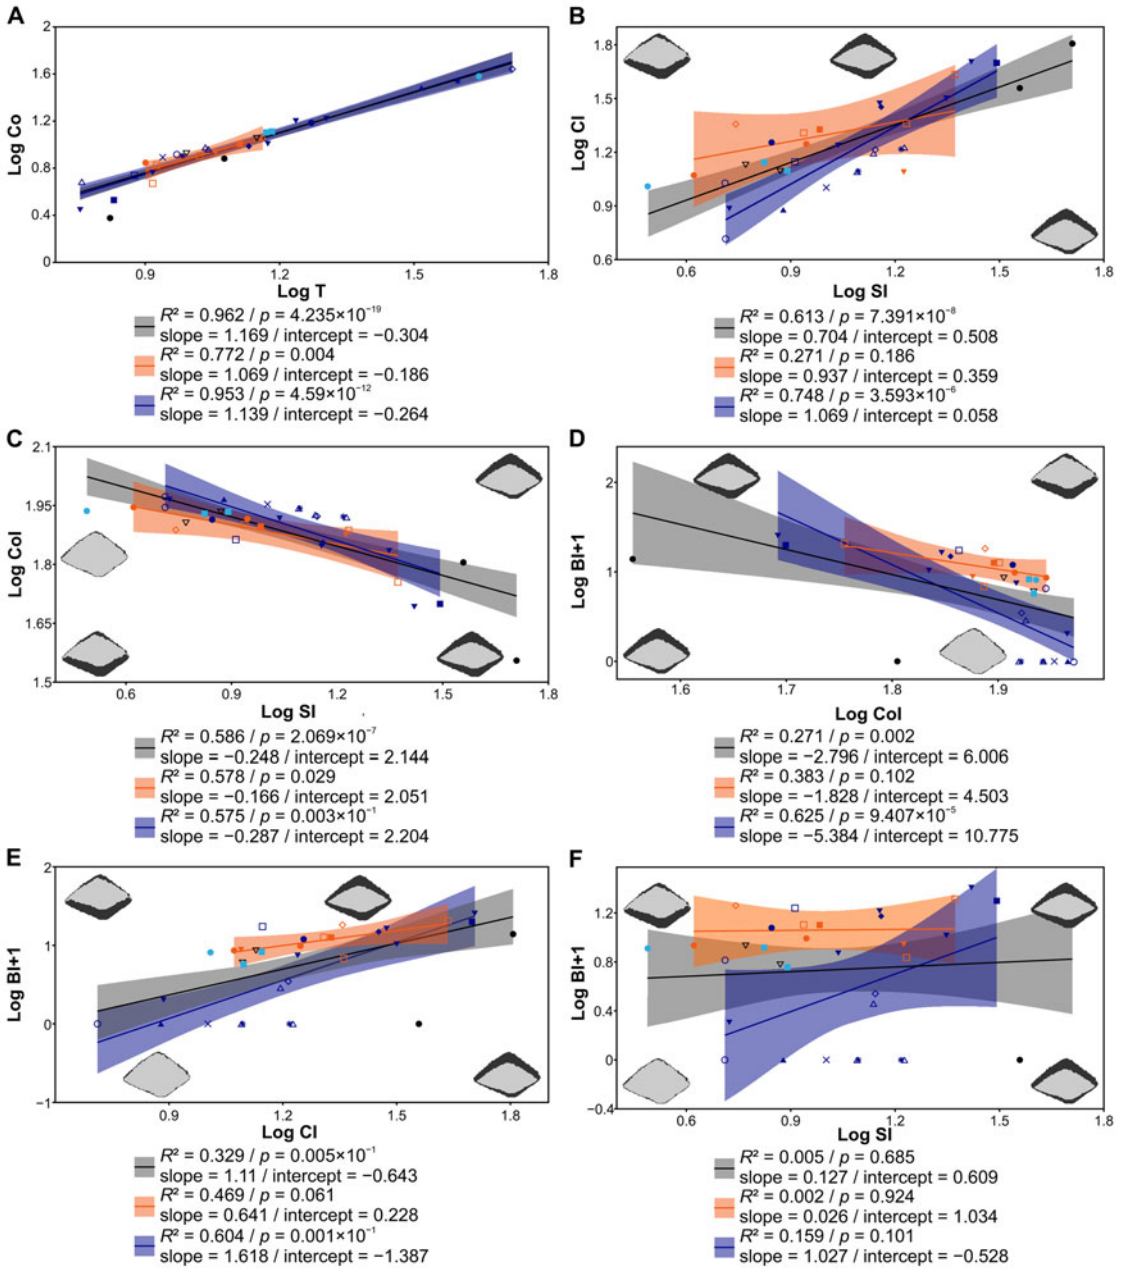 A
B
2
1.6
1.2
0.8
0.4
0
Log Co
0.9
1.2
1.5
1.8
Log T
R² = 0.962 / p = 4.235×10⁻¹⁹
slope = 1.169 / intercept = −0.304
R² = 0.772 / p = 0.004
slope = 1.069 / intercept = −0.186
R² = 0.953 / p = 4.59×10⁻¹²
slope = 1.139 / intercept = −0.264
1.8
1.5
1.2
0.9
0.6
Log CI
0.6
0.9
1.2
1.5
1.8
Log SI
R² = 0.613 / p = 7.391×10⁻⁸
slope = 0.704 / intercept = 0.508
R² = 0.271 / p = 0.186
slope = 0.937 / intercept = 0.359
R² = 0.748 / p = 3.593×10⁻⁶
slope = 1.069 / intercept = 0.058
C
D
2.1
1.95
1.8
1.65
1.5
Log CoI
0.6
0.9
1.2
1.5
1.8
Log SI
R² = 0.586 / p = 2.069×10⁻⁷
slope = −0.248 / intercept = 2.144
R² = 0.578 / p = 0.029
slope = −0.166 / intercept = 2.051
R² = 0.575 / p = 0.003×10⁻¹
slope = −0.287 / intercept = 2.204
2
1
0
Log BI+1
1.6
1.7
1.8
1.9
Log CoI
R² = 0.271 / p = 0.002
slope = −2.796 / intercept = 6.006
R² = 0.383 / p = 0.102
slope = −1.828 / intercept = 4.503
R² = 0.625 / p = 9.407×10⁻⁵
slope = −5.384 / intercept = 10.775
E
F
2
1
0
−1
Log BI+1
0.9
1.2
1.5
1.8
Log CI
R² = 0.329 / p = 0.005×10⁻¹
slope = 1.11 / intercept = −0.643
R² = 0.469 / p = 0.061
slope = 0.641 / intercept = 0.228
R² = 0.604 / p = 0.001×10⁻¹
slope = 1.618 / intercept = −1.387
1.2
0.8
0.4
0
−0.4
Log BI+1
0.6
0.9
1.2
1.5
1.8
Log SI
R² = 0.005 / p = 0.685
slope = 0.127 / intercept = 0.609
R² = 0.002 / p = 0.924
slope = 0.026 / intercept = 1.034
R² = 0.159 / p = 0.101
slope = 1.027 / intercept = −0.528